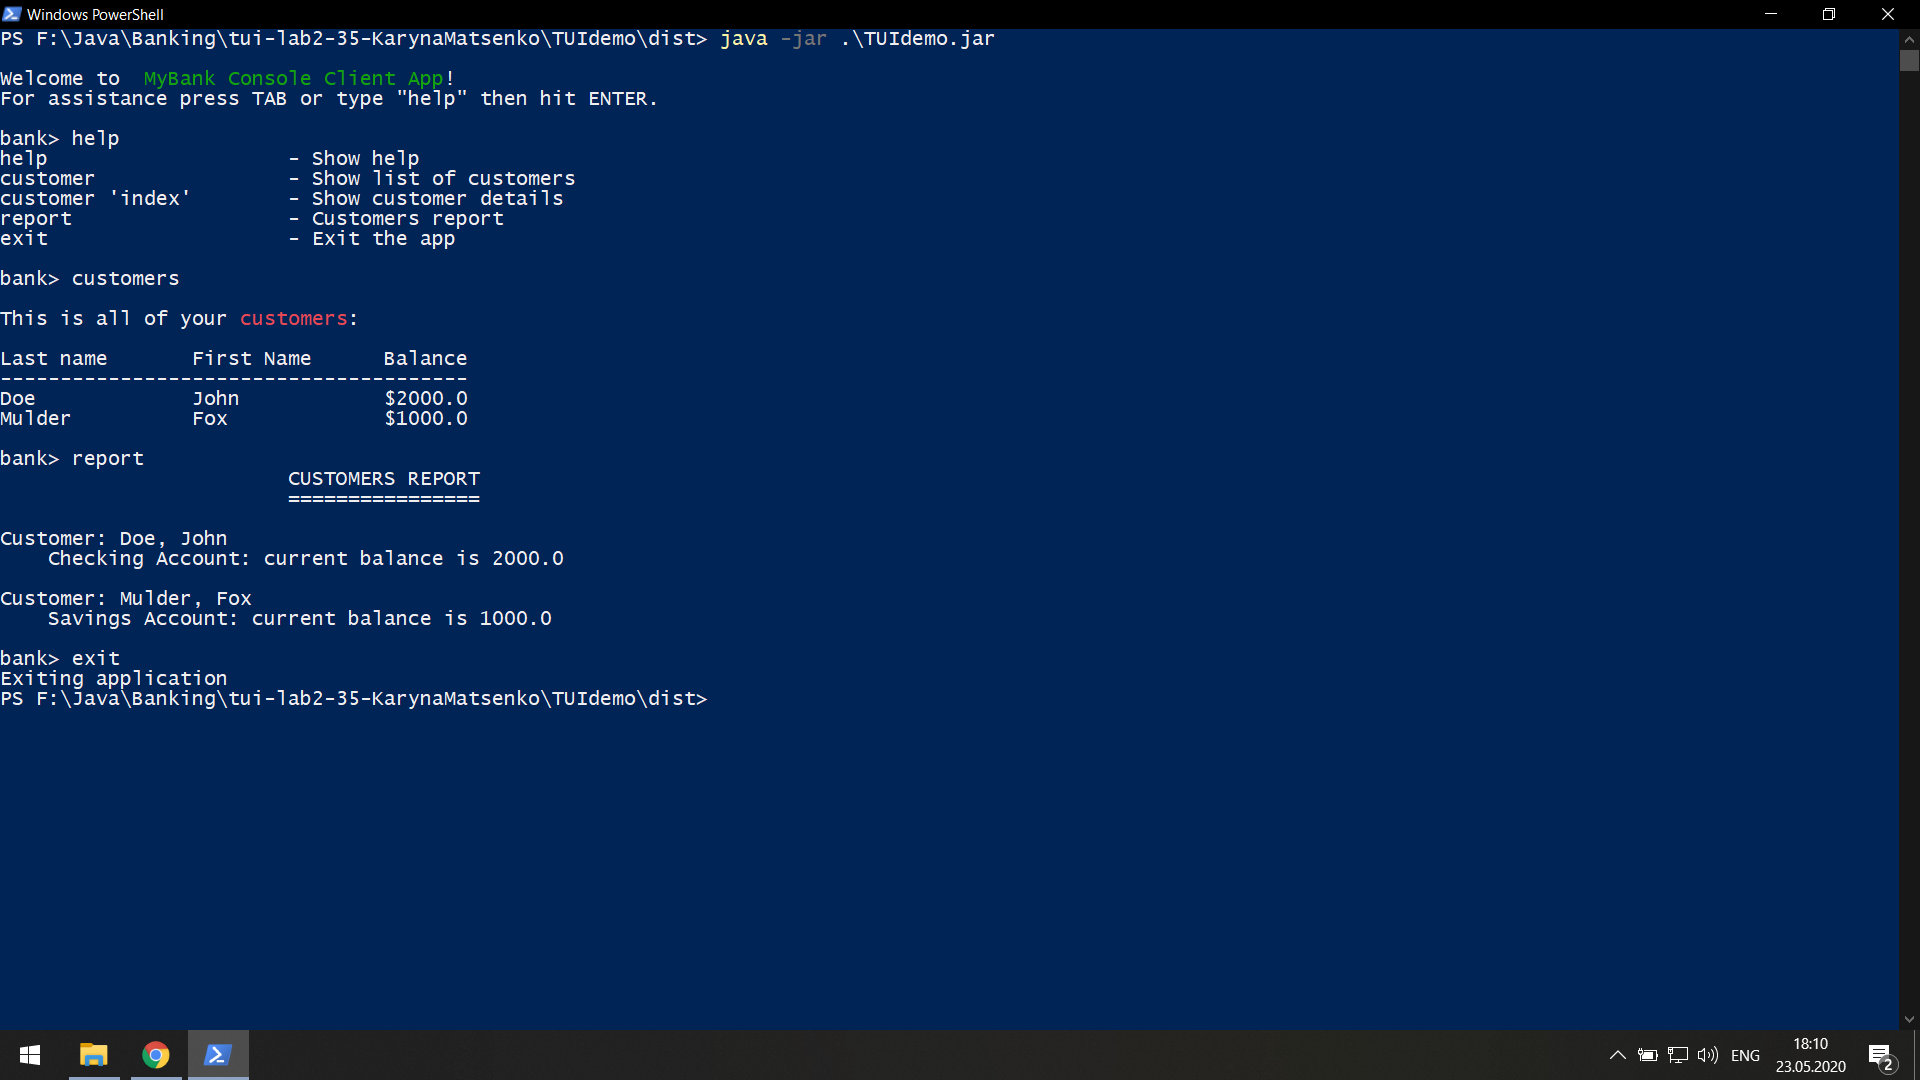 Windows PowerShell
PS F:\Java\Banking\tui-lab2-35-KarynaMatsenko\TUIdemo\dist> java -jar .\TUIdemo.jar
Welcome to  MyBank Console Client App!
For assistance press TAB or type "help" then hit ENTER.
bank> help
help                    - Show help
customer                - Show list of customers
customer 'index'        - Show customer details
report                  - Customers report
exit                    - Exit the app
bank> customers
This is all of your customers:
Last name       First Name      Balance
---------------------------------------
Doe             John            $2000.0
Mulder          Fox             $1000.0
bank> report
                        CUSTOMERS REPORT
                        ================
Customer: Doe, John
    Checking Account: current balance is 2000.0
Customer: Mulder, Fox
    Savings Account: current balance is 1000.0
bank> exit
Exiting application
PS F:\Java\Banking\tui-lab2-35-KarynaMatsenko\TUIdemo\dist>
ENG
18:10
23.05.2020
2